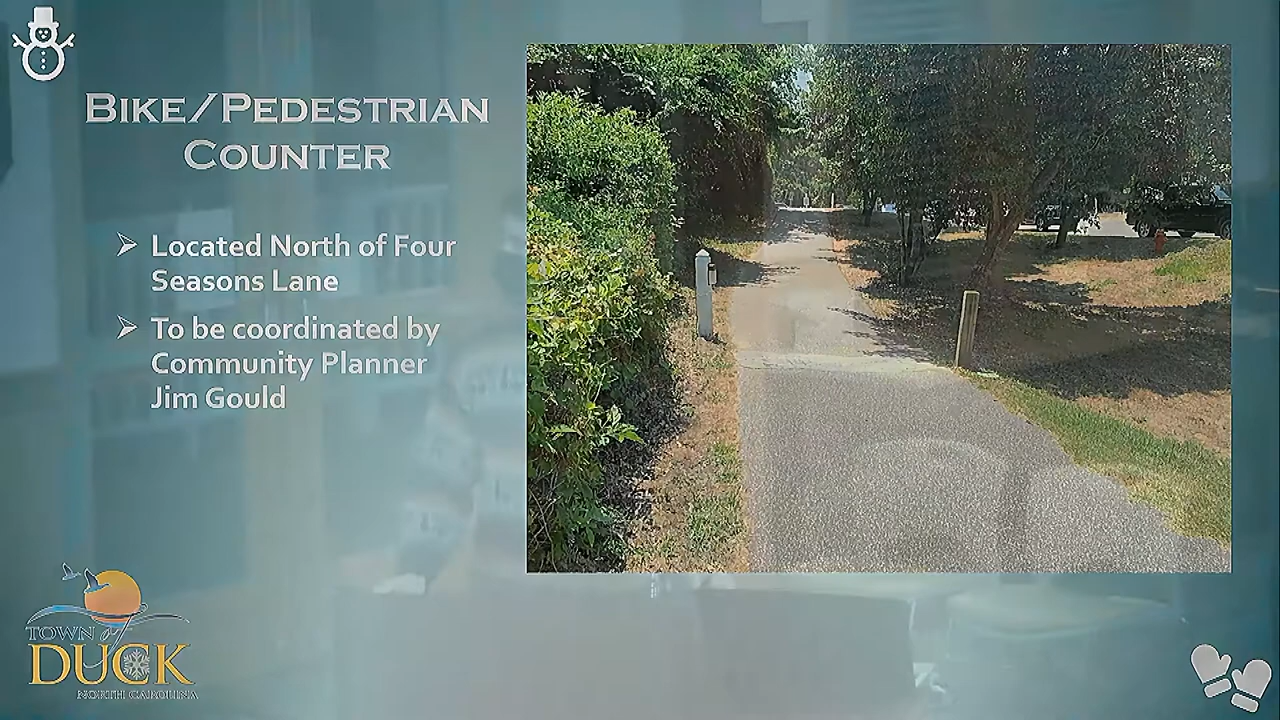 BIKE/PEDESTRIAN
COUNTER
Located North of Four
Seasons Lane
To be coordinated by
Community Planner
Jim Gould
TOWN of
DUCK
NORTH CAROLINA